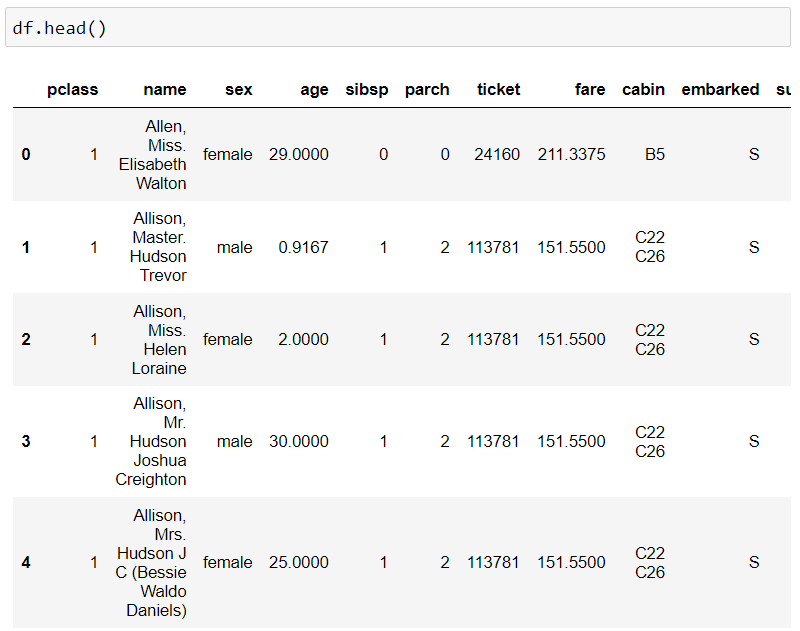 df.head()
pclass name sex age sibsp parch ticket fare cabin embarked su
0 1 Allen, Miss. Elisabeth Walton female 29.0000 0 0 24160 211.3375 B5 S
1 1 Allison, Master. Hudson Trevor male 0.9167 1 2 113781 151.5500 C22 C26 S
2 1 Allison, Miss. Helen Loraine female 2.0000 1 2 113781 151.5500 C22 C26 S
3 1 Allison, Mr. Hudson Joshua Creighton male 30.0000 1 2 113781 151.5500 C22 C26 S
4 1 Allison, Mrs. Hudson J C (Bessie Waldo Daniels) female 25.0000 1 2 113781 151.5500 C22 C26 S